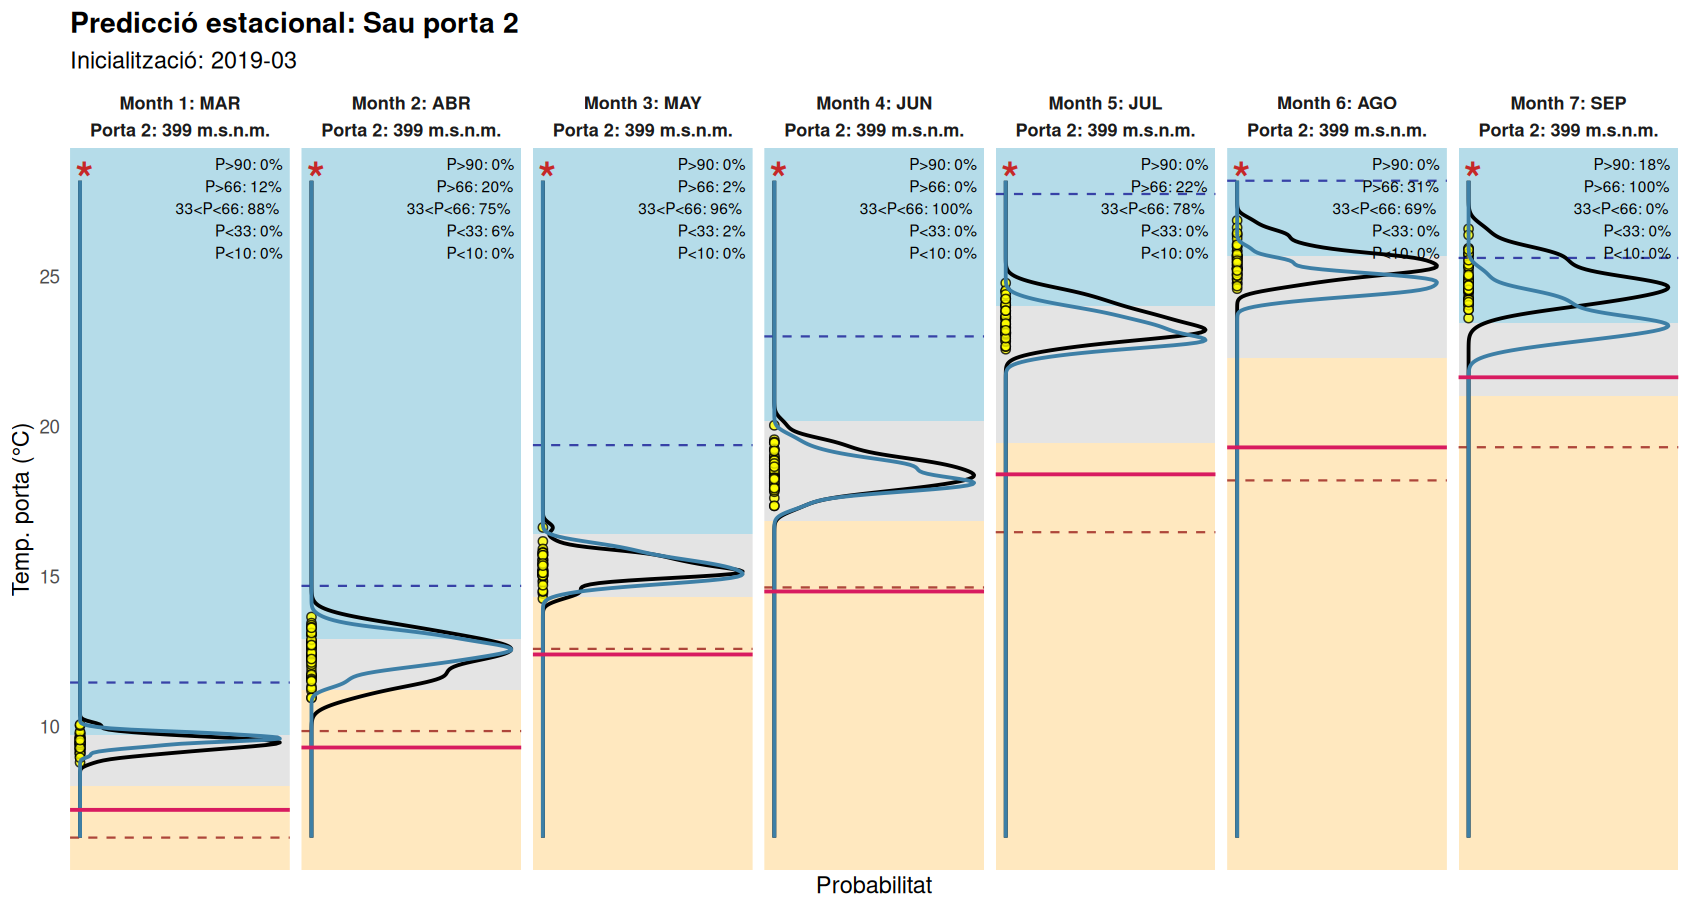 Predicció estacional: Sau porta 2
Inicialització: 2019-03
Month 1: MAR
Porta 2: 399 m.s.n.m.
Month 2: ABR
Porta 2: 399 m.s.n.m.
Month 3: MAY
Porta 2: 399 m.s.n.m.
Month 4: JUN
Porta 2: 399 m.s.n.m.
Month 5: JUL
Porta 2: 399 m.s.n.m.
Month 6: AGO
Porta 2: 399 m.s.n.m.
Month 7: SEP
Porta 2: 399 m.s.n.m.
*
P>90: 0%
P>66: 12%
33<P<66: 88%
P<33: 0%
P<10: 0%
*
P>90: 0%
P>66: 20%
33<P<66: 75%
P<33: 6%
P<10: 0%
*
P>90: 0%
P>66: 2%
33<P<66: 96%
P<33: 2%
P<10: 0%
*
P>90: 0%
P>66: 0%
33<P<66: 100%
P<33: 0%
P<10: 0%
*
P>90: 0%
P>66: 22%
33<P<66: 78%
P<33: 0%
P<10: 0%
*
P>90: 0%
P>66: 31%
33<P<66: 69%
P<33: 0%
P<10: 0%
*
P>90: 18%
P>66: 100%
33<P<66: 0%
P<33: 0%
P<10: 0%
Temp. porta (°C)
25
20
15
10
Probabilitat